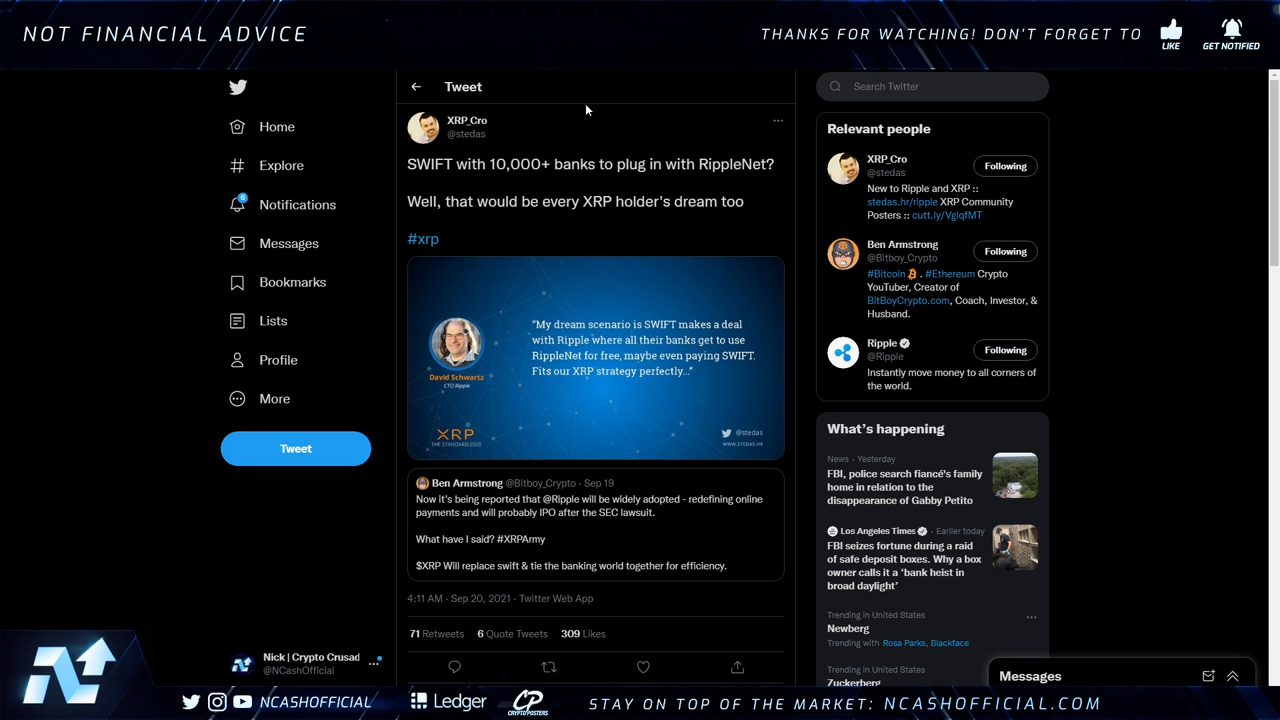 NOT FINANCIAL ADVICE
THANKS FOR WATCHING! DON'T FORGET TO
LIKE
GET NOTIFIED
Home
Explore
6
Notifications
Messages
Bookmarks
Lists
Profile
More
Tweet
Nick | Crypto Crusad
@NCashOfficial
Tweet
XRP_Cro
@stedas
SWIFT with 10,000+ banks to plug in with RippleNet?
Well, that would be every XRP holder's dream too
#xrp
"My dream scenario is SWIFT makes a deal
with Ripple where all their banks get to use
RippleNet for free, maybe even paying SWIFT.
Fits our XRP strategy perfectly..."
David Schwartz
CTO Ripple
XRP
THE STANDARD 2020
@stedas
WWW.STEDAS.HR
Ben Armstrong @Bitboy_Crypto · Sep 19
Now it's being reported that @Ripple will be widely adopted - redefining online
payments and will probably IPO after the SEC lawsuit.
What have I said? #XRPArmy
$XRP Will replace swift & tie the banking world together for efficiency.
4:11 AM · Sep 20, 2021 · Twitter Web App
71 Retweets 6 Quote Tweets 309 Likes
Search Twitter
Relevant people
XRP_Cro
@stedas
Following
New to Ripple and XRP ::
stedas.hr/ripple XRP Community
Posters :: cutt.ly/VglqfMT
Ben Armstrong
@Bitboy_Crypto
Following
#Bitcoin . #Ethereum Crypto
YouTuber, Creator of
BitBoyCrypto.com, Coach, Investor, &
Husband.
Ripple
@Ripple
Following
Instantly move money to all corners of
the world.
What's happening
News · Yesterday
FBI, police search fiancé's family
home in relation to the
disappearance of Gabby Petito
Los Angeles Times · Earlier today
FBI seizes fortune during a raid
of safe deposit boxes. Why a box
owner calls it a 'bank heist in
broad daylight'
Trending in United States
Newberg
Trending with Rosa Parks, Blackface
Trending in United States
Zuckerberg
Messages
NCASHOFFICIAL
Ledger
CP
CRYPTOPOSTERS
STAY ON TOP OF THE MARKET: NCASHOFFICIAL.COM